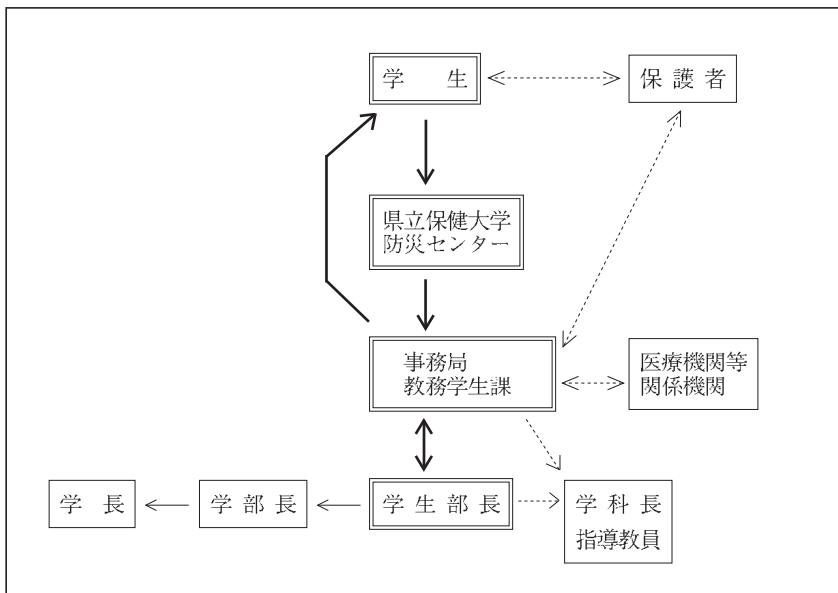 学 生
保 護 者
県立保健大学
防災センター
事務局
教務学生課
医療機関等
関係機関
学 長
学 部 長
学 生 部 長
学 科 長
指導教員